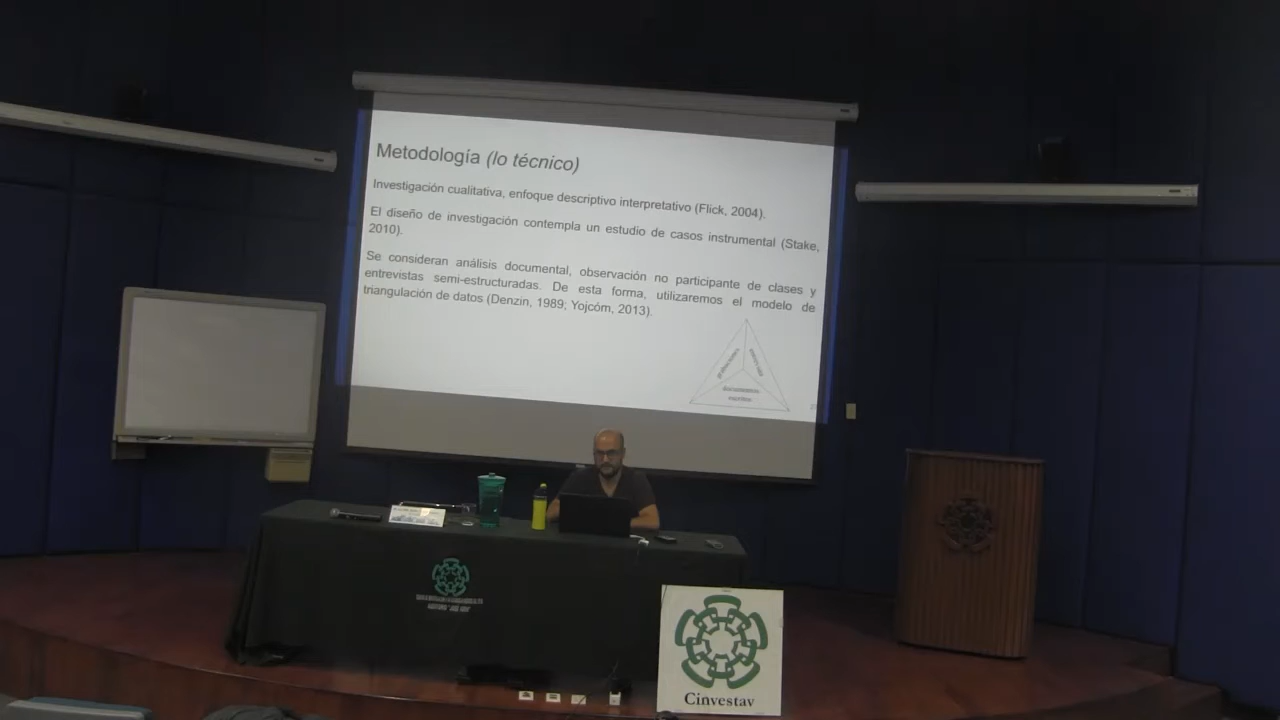 Metodología (lo técnico)
Investigación cualitativa, enfoque descriptivo interpretativo (Flick, 2004).
El diseño de investigación contempla un estudio de casos instrumental (Stake,
2010).
Se consideran análisis documental, observación no participante de clases y
entrevistas semi-estructuradas. De esta forma, utilizaremos el modelo de
triangulación de datos (Denzin, 1989; Yojcóm, 2013).
Cinvestav